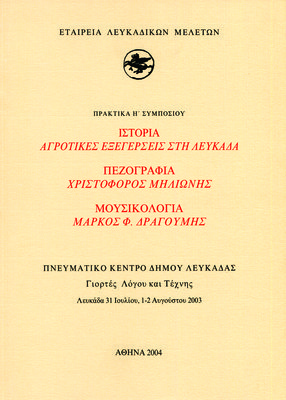 ΕΤΑΙΡΕΙΑ ΛΕΥΚΑΔΙΚΩΝ ΜΕΛΕΤΩΝ
ΠΡΑΚΤΙΚΑ Η΄ ΣΥΜΠΟΣΙΟΥ
ΙΣΤΟΡΙΑ
ΑΓΡΟΤΙΚΕΣ ΕΞΕΓΕΡΣΕΙΣ ΣΤΗ ΛΕΥΚΑΔΑ
ΠΕΖΟΓΡΑΦΙΑ
ΧΡΙΣΤΟΦΟΡΟΣ ΜΗΛΙΩΝΗΣ
ΜΟΥΣΙΚΟΛΟΓΙΑ
ΜΑΡΚΟΣ Φ. ΔΡΑΓΟΥΜΗΣ
ΠΝΕΥΜΑΤΙΚΟ ΚΕΝΤΡΟ ΔΗΜΟΥ ΛΕΥΚΑΔΑΣ
Γιορτές Λόγου και Τέχνης
Λευκάδα 31 Ιουλίου, 1-2 Αυγούστου 2003
ΑΘΗΝΑ 2004